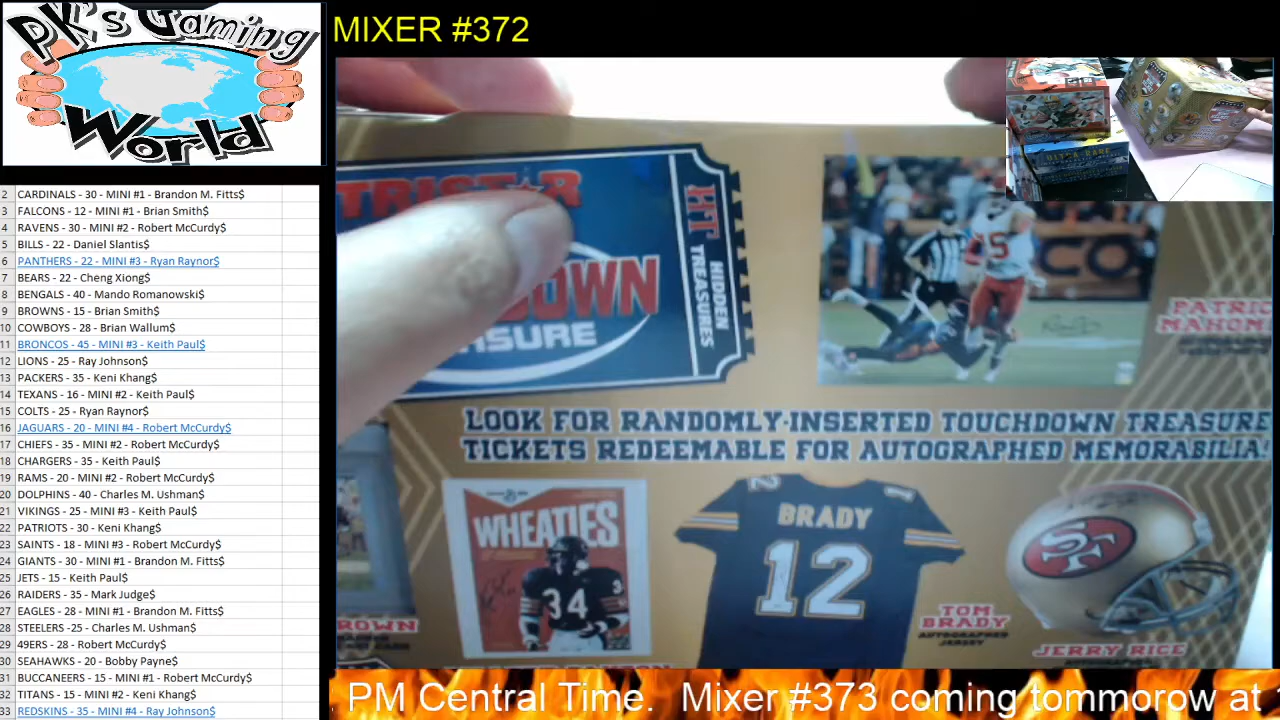 PK's Gaming
World
MIXER #372
2 CARDINALS - 30 - MINI #1 - Brandon M. Fitts$
3 FALCONS - 12 - MINI #1 - Brian Smith$
4 RAVENS - 30 - MINI #2 - Robert McCurdy$
5 BILLS - 22 - Daniel Slantis$
6 PANTHERS - 22 - MINI #3 - Ryan Raynor$
7 BEARS - 22 - Cheng Xiong$
8 BENGALS - 40 - Mando Romanowski$
9 BROWNS - 15 - Brian Smith$
10 COWBOYS - 28 - Brian Wallum$
11 BRONCOS - 45 - MINI #3 - Keith Paul$
12 LIONS - 25 - Ray Johnson$
13 PACKERS - 35 - Keni Khang$
14 TEXANS - 16 - MINI #2 - Keith Paul$
15 COLTS - 25 - Ryan Raynor$
16 JAGUARS - 20 - MINI #4 - Robert McCurdy$
17 CHIEFS - 35 - MINI #2 - Robert McCurdy$
18 CHARGERS - 35 - Keith Paul$
19 RAMS - 20 - MINI #2 - Robert McCurdy$
20 DOLPHINS - 40 - Charles M. Ushman$
21 VIKINGS - 25 - MINI #3 - Keith Paul$
22 PATRIOTS - 30 - Keni Khang$
23 SAINTS - 18 - MINI #3 - Robert McCurdy$
24 GIANTS - 30 - MINI #1 - Brandon M. Fitts$
25 JETS - 15 - Keith Paul$
26 RAIDERS - 35 - Mark Judge$
27 EAGLES - 28 - MINI #1 - Brandon M. Fitts$
28 STEELERS -25 - Charles M. Ushman$
29 49ERS - 28 - Robert McCurdy$
30 SEAHAWKS - 20 - Bobby Payne$
31 BUCCANEERS - 15 - MINI #1 - Robert McCurdy$
32 TITANS - 15 - MINI #2 - Keni Khang$
33 REDSKINS - 35 - MINI #4 - Ray Johnson$
TRISTAR
OWN
SURE
HT
HIDDEN
TREASURES
15
PATRIC
MAHOM
LOOK FOR RANDOMLY-INSERTED TOUCHDOWN TREASURE
TICKETS REDEEMABLE FOR AUTOGRAPHED MEMORABILIA!
ROWN
WHEATIES
34
BRADY
12
TOM
BRADY
AUTOGRAPHED
JERSEY
SF
JERRY RICE
PM Central Time. Mixer #373 coming tommorow at